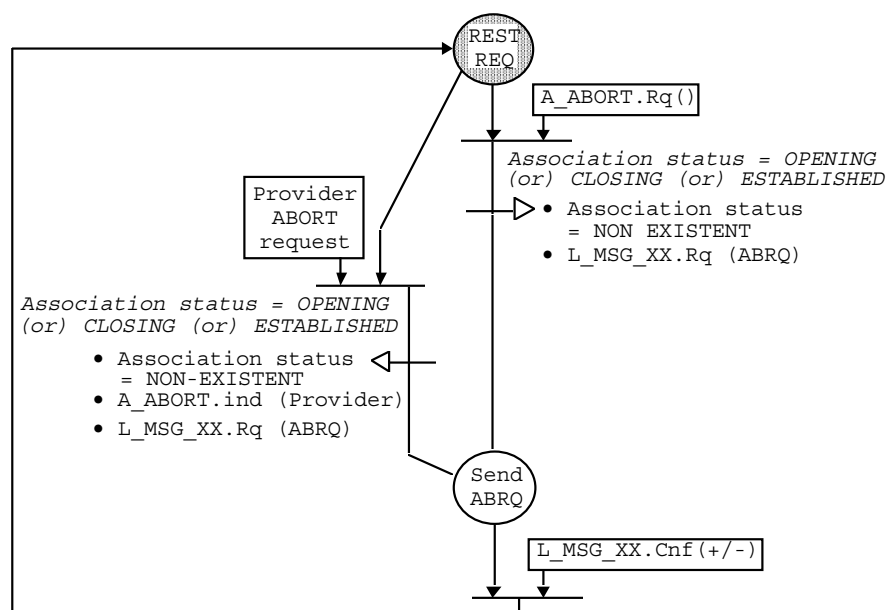 REST
REQ
A_ABORT.Rq()
Association status = OPENING
(or) CLOSING (or) ESTABLISHED
Provider
ABORT
request
• Association status
= NON EXISTENT
• L_MSG_XX.Rq (ABRQ)
Association status = OPENING
(or) CLOSING (or) ESTABLISHED
• Association status
= NON-EXISTENT
• A_ABORT.ind (Provider)
• L_MSG_XX.Rq (ABRQ)
Send
ABRQ
L_MSG_XX.Cnf(+/-)